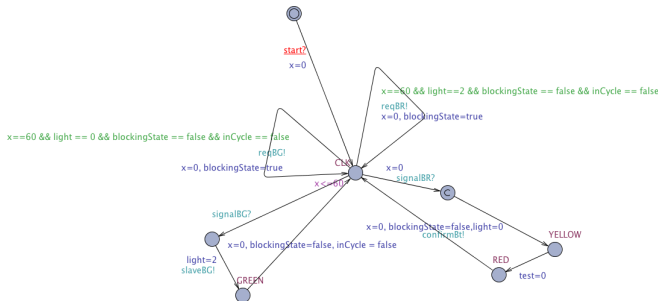 start?
x=0
x==60 && light==2 && blockingState == false && inCycle == false
reqBR!
x=0, blockingState=true
x==60 && light == 0 && blockingState == false && inCycle == false
reqBG!
x=0, blockingState=true
CLK
x<=60
x=0
signalBR?
C
signalBG?
x=0, blockingState=false,light=0
confirmBt!
YELLOW
x=0, blockingState=false, inCycle = false
light=2
slaveBG!
RED
test=0
GREEN